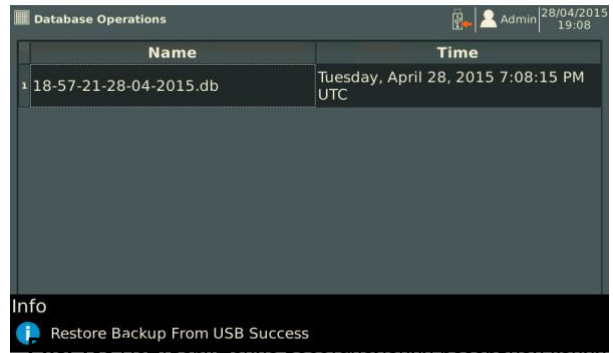 Database Operations
Admin
28/04/2015
19:08
Name
Time
1
18-57-21-28-04-2015.db
Tuesday, April 28, 2015 7:08:15 PM
UTC
Info
Restore Backup From USB Success